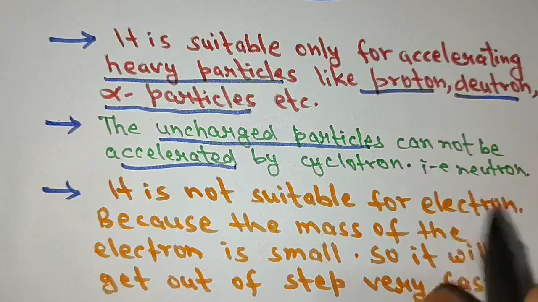 It is suitable only for accelerating
heavy particles like proton, deutron,
α- particles etc.
The uncharged particles can not be
accelerated by cyclotron. i-e neutron.
It is not suitable for electron.
Because the mass of the
electron is small. so it
get out of step very